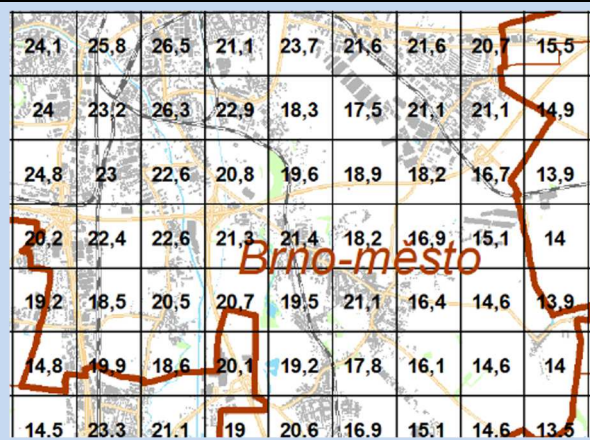 24,1 25,8 26,5 21,1 23,7 21,6 21,6 20,7 15,5
24 23,2 26,3 22,9 18,3 17,5 21,1 21,1 14,9
24,8 23 22,6 20,8 19,6 18,9 18,2 16,7 13,9
20,2 22,4 22,6 21,3 21,4 18,2 16,9 15,1 14
Brno-město
19,2 18,5 20,5 20,7 19,5 21,1 16,4 14,6 13,9
14,8 19,9 18,6 20,1 19,2 17,8 16,1 14,6 14
14,5 23,3 21,1 19 20,6 16,9 15,1 14,6 13,5